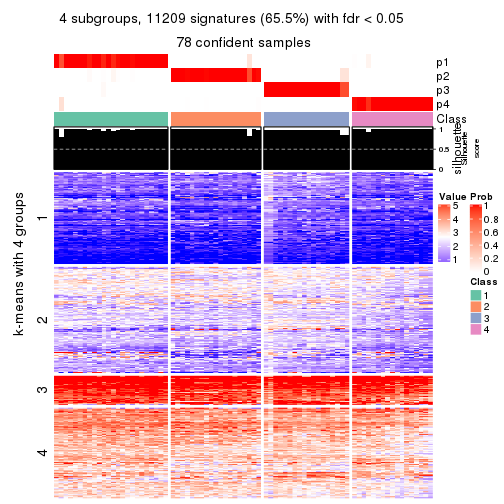 4 subgroups, 11209 signatures (65.5%) with fdr < 0.05
78 confident samples
p1
p2
p3
p4
Class
1
0.5
0
silhouette
Silhouette
score
k-means with 4 groups
1
2
3
4
Value
5
4
3
2
1
Prob
1
0.8
0.6
0.4
0.2
0
Class
1
2
3
4